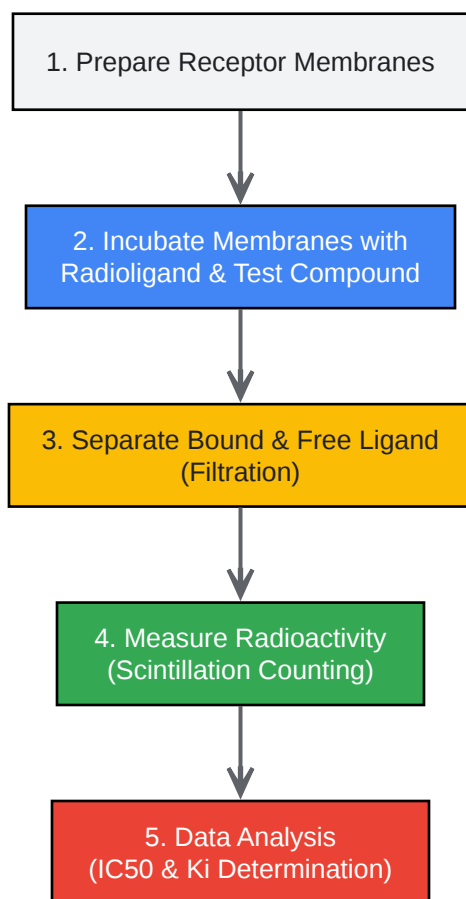 1. Prepare Receptor Membranes
2. Incubate Membranes with
Radioligand & Test Compound
3. Separate Bound & Free Ligand
(Filtration)
4. Measure Radioactivity
(Scintillation Counting)
5. Data Analysis
(IC50 & Ki Determination)